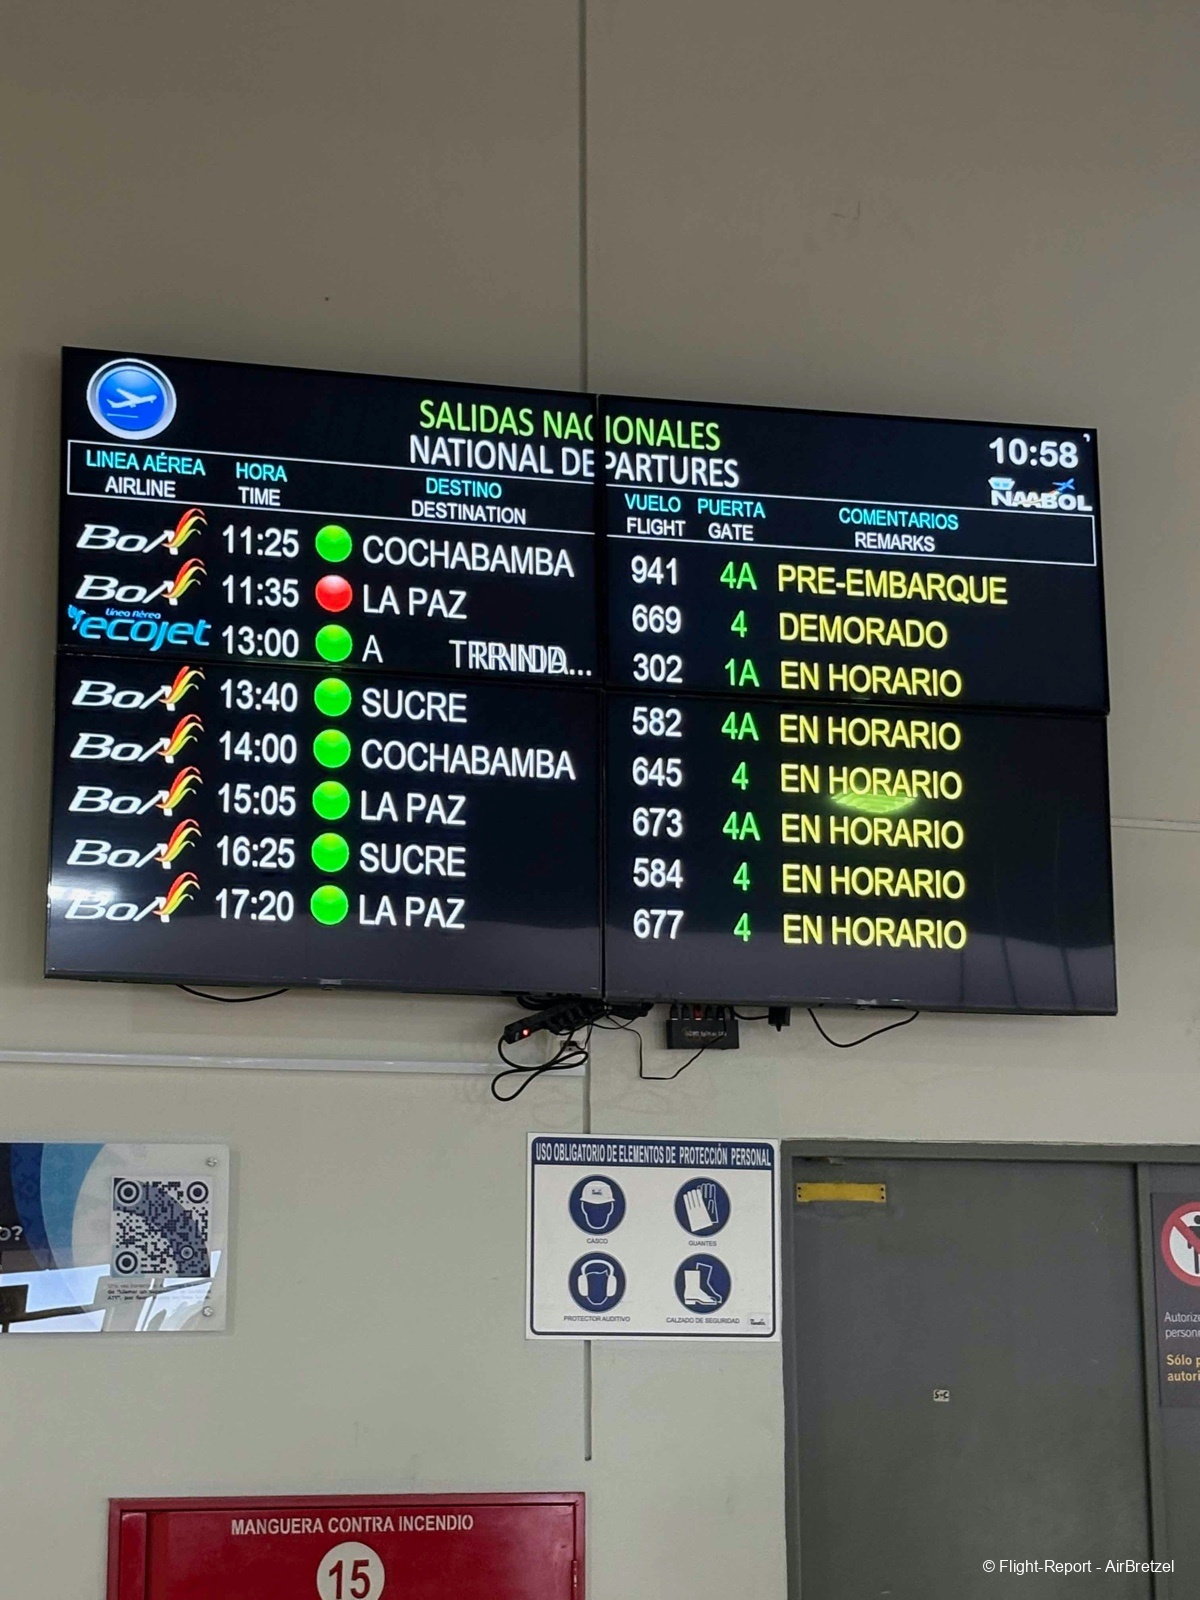 SALIDAS NACIONALES
NATIONAL DEPARTURES
10:58
NAABOL
LINEA AÉREA HORA DESTINO VUELO PUERTA COMENTARIOS
AIRLINE TIME DESTINATION FLIGHT GATE REMARKS
BoA 11:25 COCHABAMBA 941 4A PRE-EMBARQUE
BoA 11:35 LA PAZ 669 4 DEMORADO
Línea Aérea
ecojet 13:00 A 302 1A EN HORARIO
BoA 13:40 SUCRE 582 4A EN HORARIO
BoA 14:00 COCHABAMBA 645 4 EN HORARIO
BoA 15:05 LA PAZ 673 4A EN HORARIO
BoA 16:25 SUCRE 584 4 EN HORARIO
BoA 17:20 LA PAZ 677 4 EN HORARIO
USO OBLIGATORIO DE ELEMENTOS DE PROTECCIÓN PERSONAL
CASCO GUANTES
PROTECTOR AUDITIVO CALZADO DE SEGURIDAD
Sólo
MANGUERA CONTRA INCENDIO
15
© Flight-Report - AirBretzel